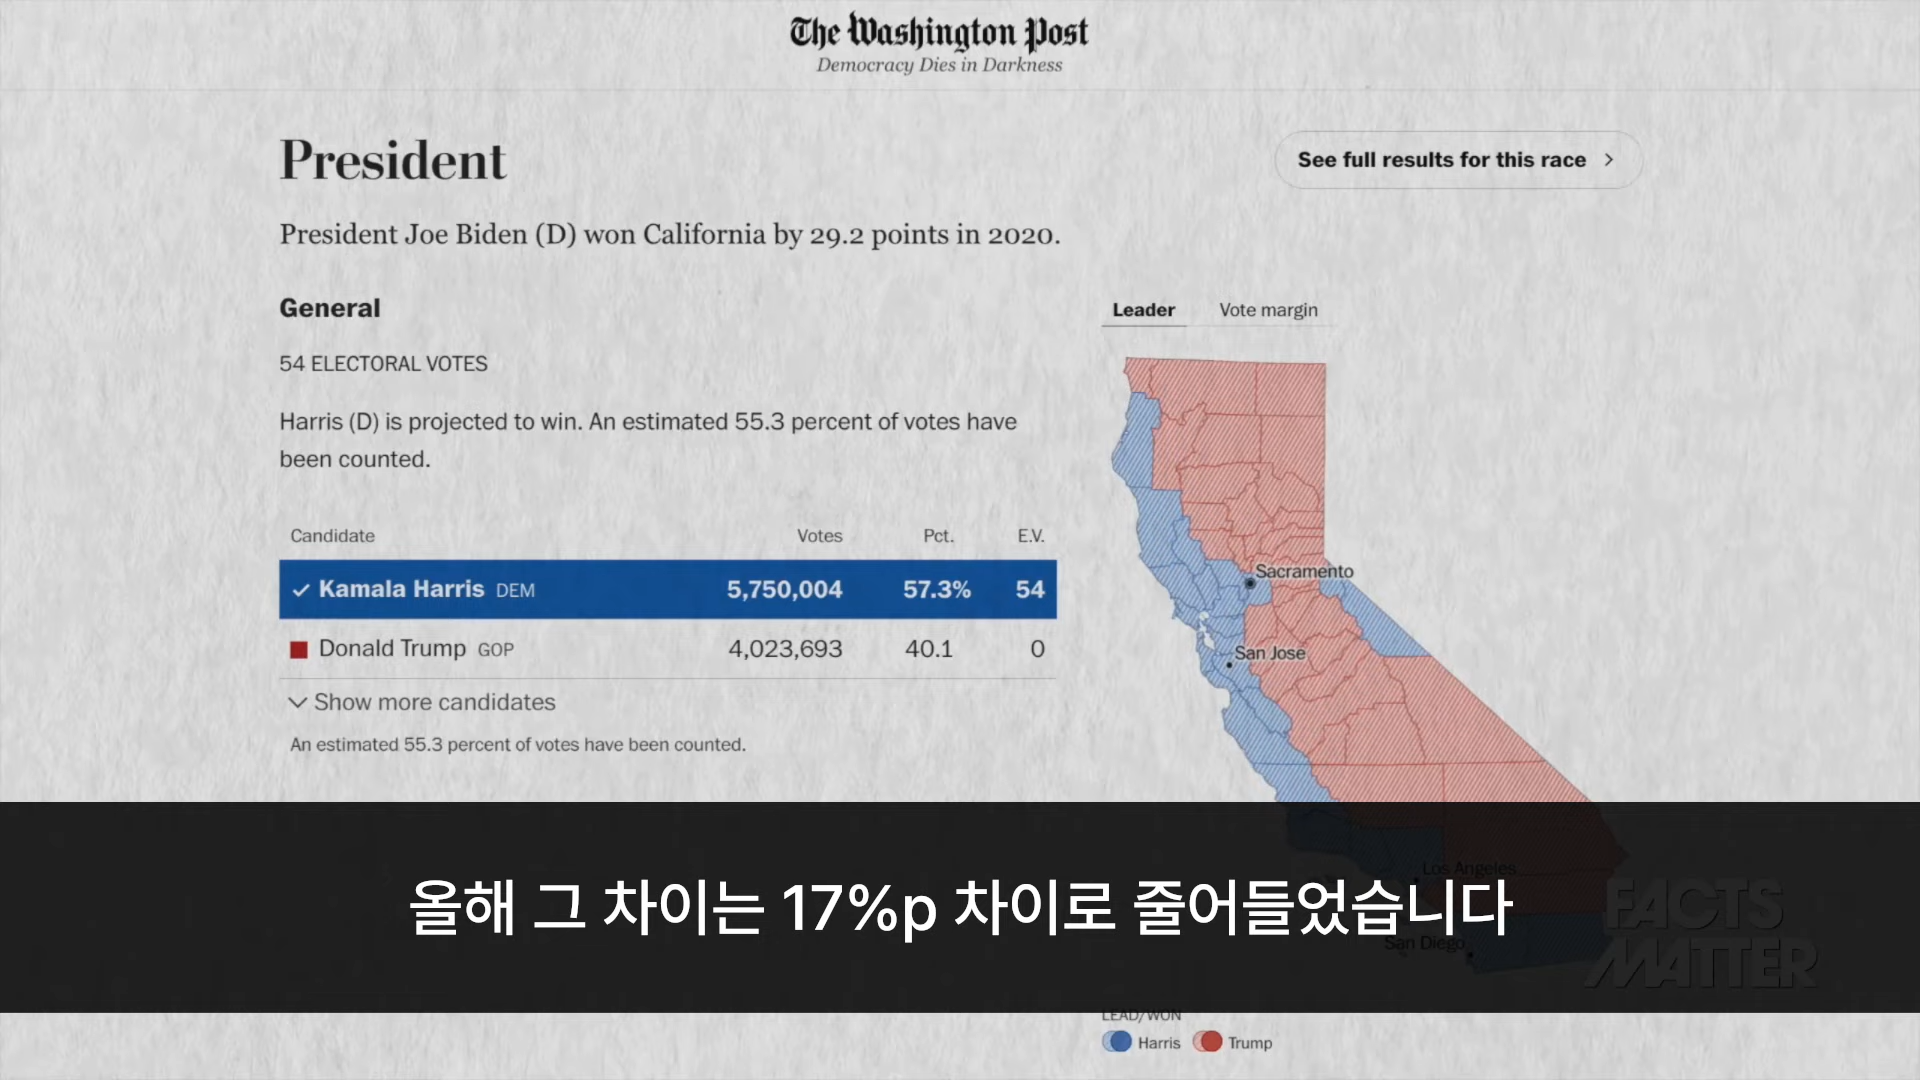 The Washington Post
Democracy Dies in Darkness
President
See full results for this race
President Joe Biden (D) won California by 29.2 points in 2020.
General
Leader
Vote margin
54 ELECTORAL VOTES
Harris (D) is projected to win. An estimated 55.3 percent of votes have
been counted.
Candidate Votes Pct. E.V.
Kamala Harris DEM 5,750,004 57.3% 54
Donald Trump GOP 4,023,693 40.1 0
Show more candidates
An estimated 55.3 percent of votes have been counted.
Sacramento
San Jose
Los Angeles
San Diego
올해 그 차이는 17%p 차이로 줄어들었습니다
FACTS
MATTER
LEAD/WON
Harris Trump